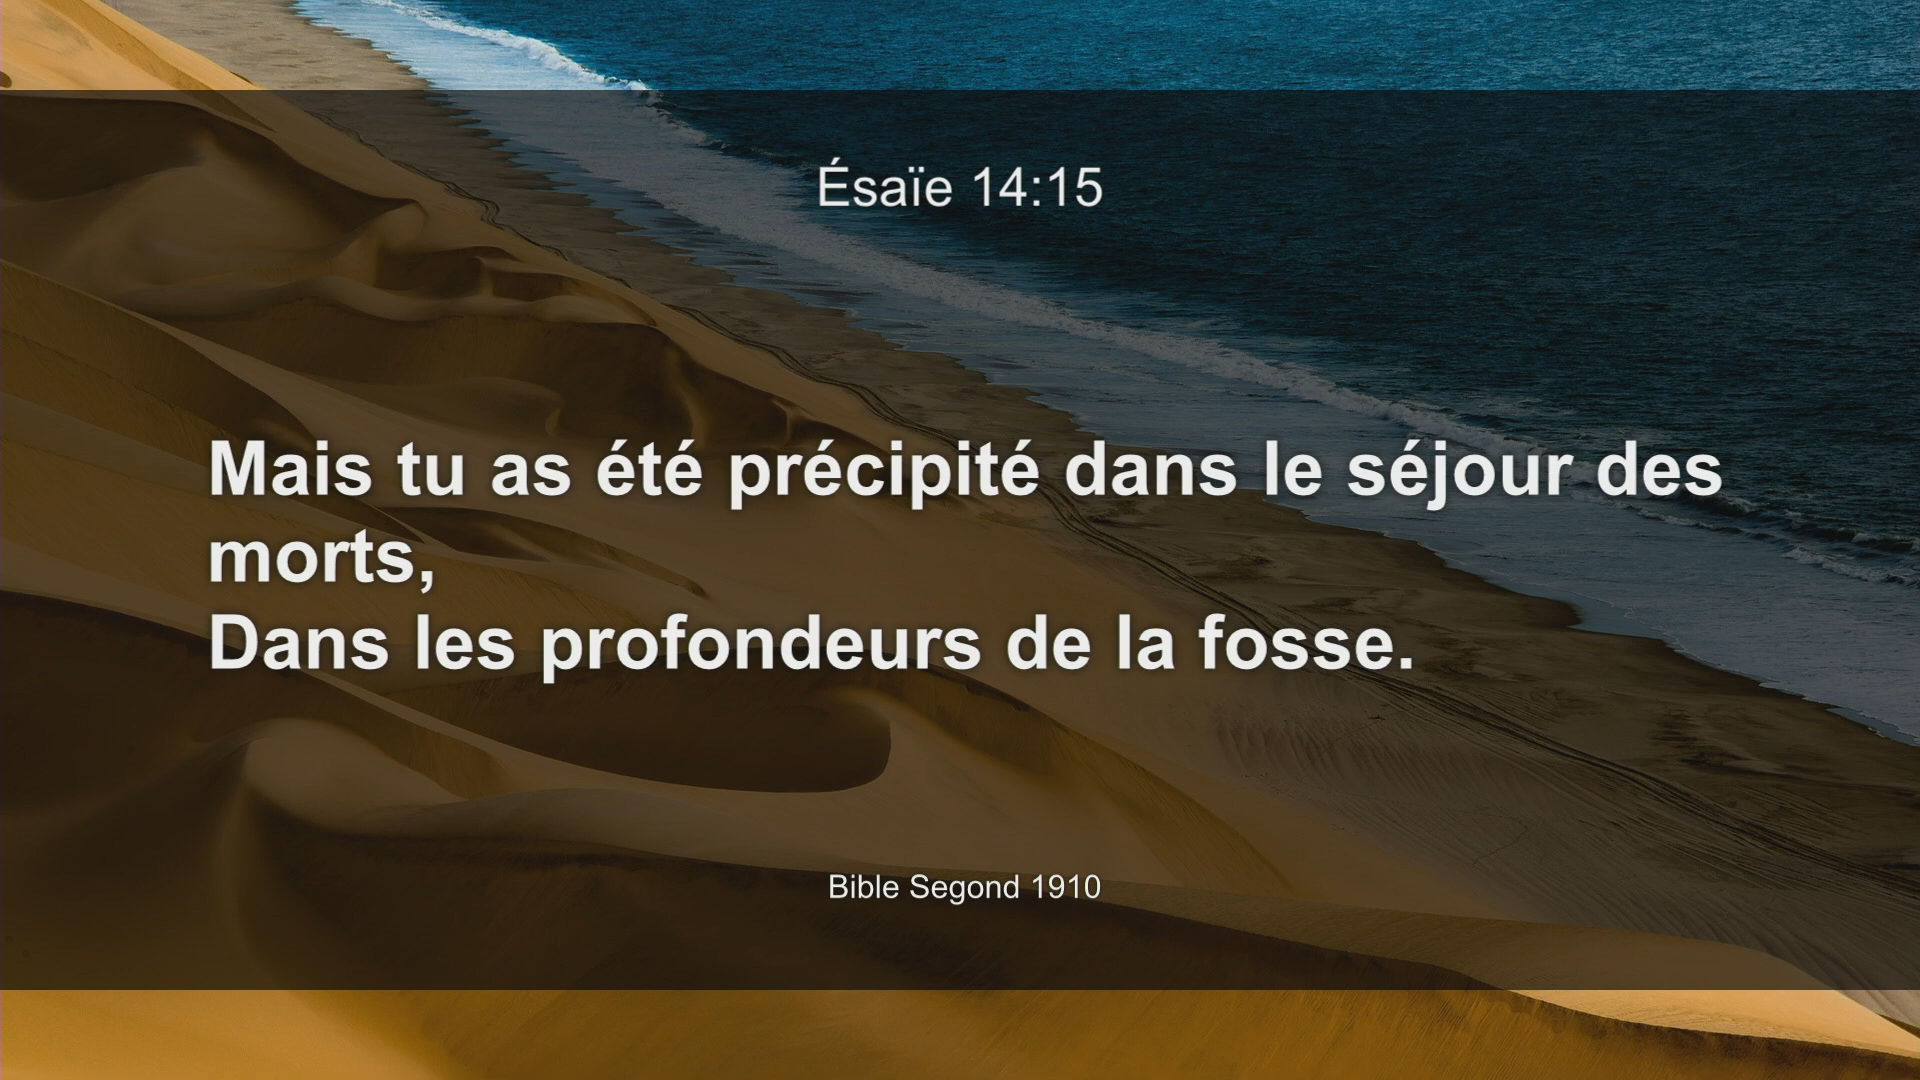 Ésaïe 14:15
Mais tu as été précipité dans le séjour des
morts,
Dans les profondeurs de la fosse.
Bible Segond 1910